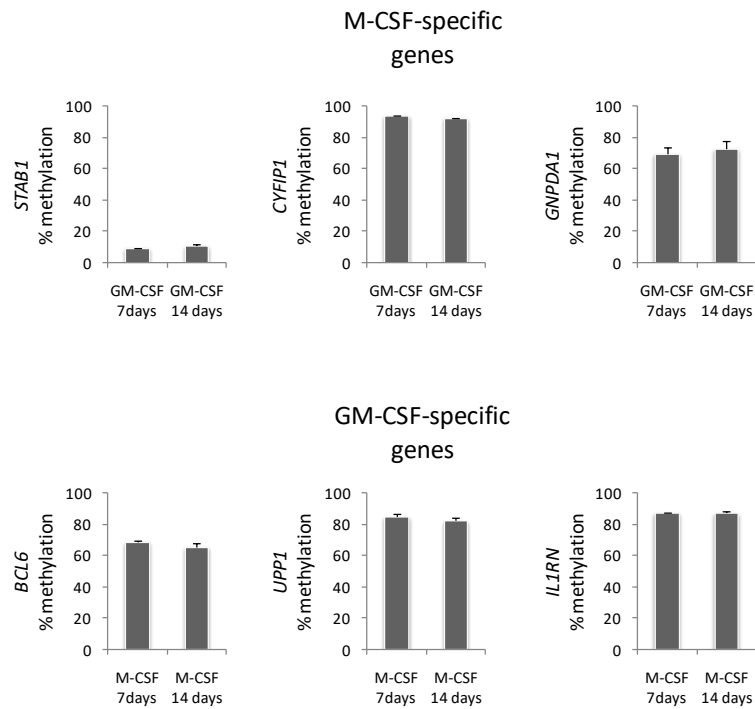 M-CSF-specific
genes
STAB1
% methylation
100
80
60
40
20
0
GM-CSF GM-CSF
7days 14 days
CYFIP1
% methylation
100
80
60
40
20
0
GM-CSF GM-CSF
7days 14 days
GNPDA1
% methylation
100
80
60
40
20
0
GM-CSF GM-CSF
7days 14 days
GM-CSF-specific
genes
BCL6
% methylation
100
80
60
40
20
0
M-CSF M-CSF
7days 14 days
UPP1
% methylation
100
80
60
40
20
0
M-CSF M-CSF
7days 14 days
IL1RN
% methylation
100
80
60
40
20
0
M-CSF M-CSF
7days 14 days